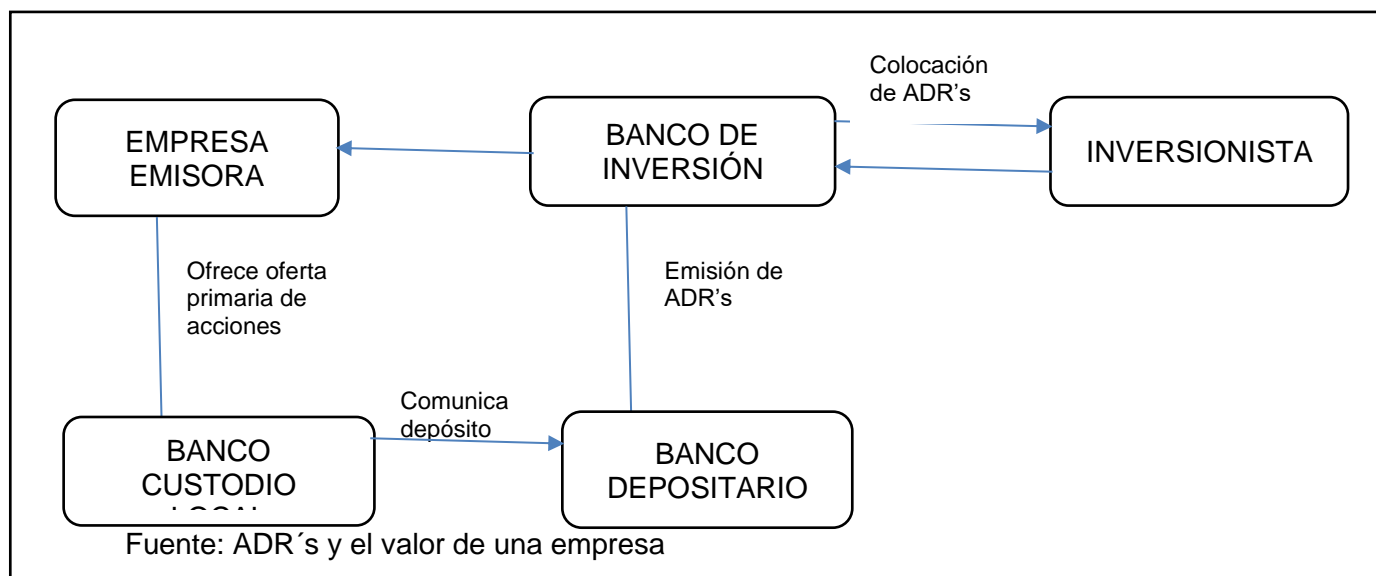 Colocación
de ADR's
EMPRESA
EMISORA
BANCO DE
INVERSIÓN
INVERSIONISTA
Ofrece oferta
primaria de
acciones
Emisión de
ADR's
Comunica
depósito
BANCO
CUSTODIO
BANCO
DEPOSITARIO
Fuente: ADR´s y el valor de una empresa